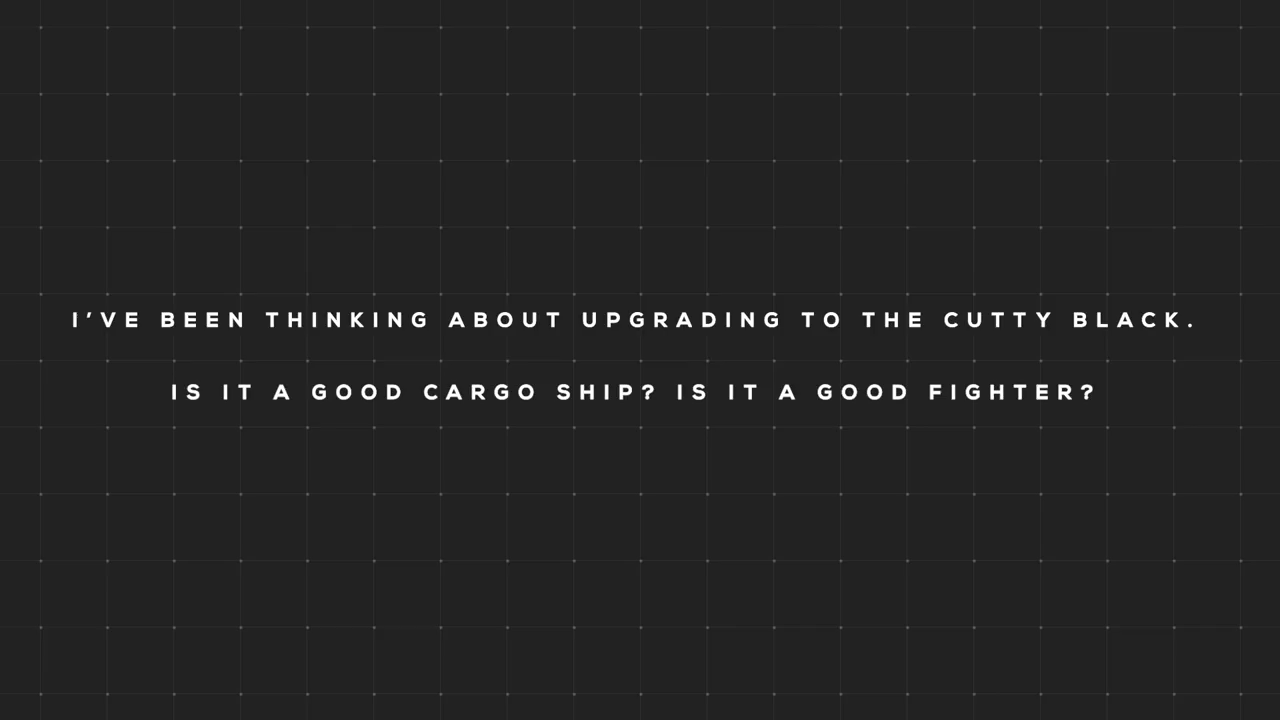 I'VE BEEN THINKING ABOUT UPGRADING TO THE CUTTY BLACK.
IS IT A GOOD CARGO SHIP? IS IT A GOOD FIGHTER?